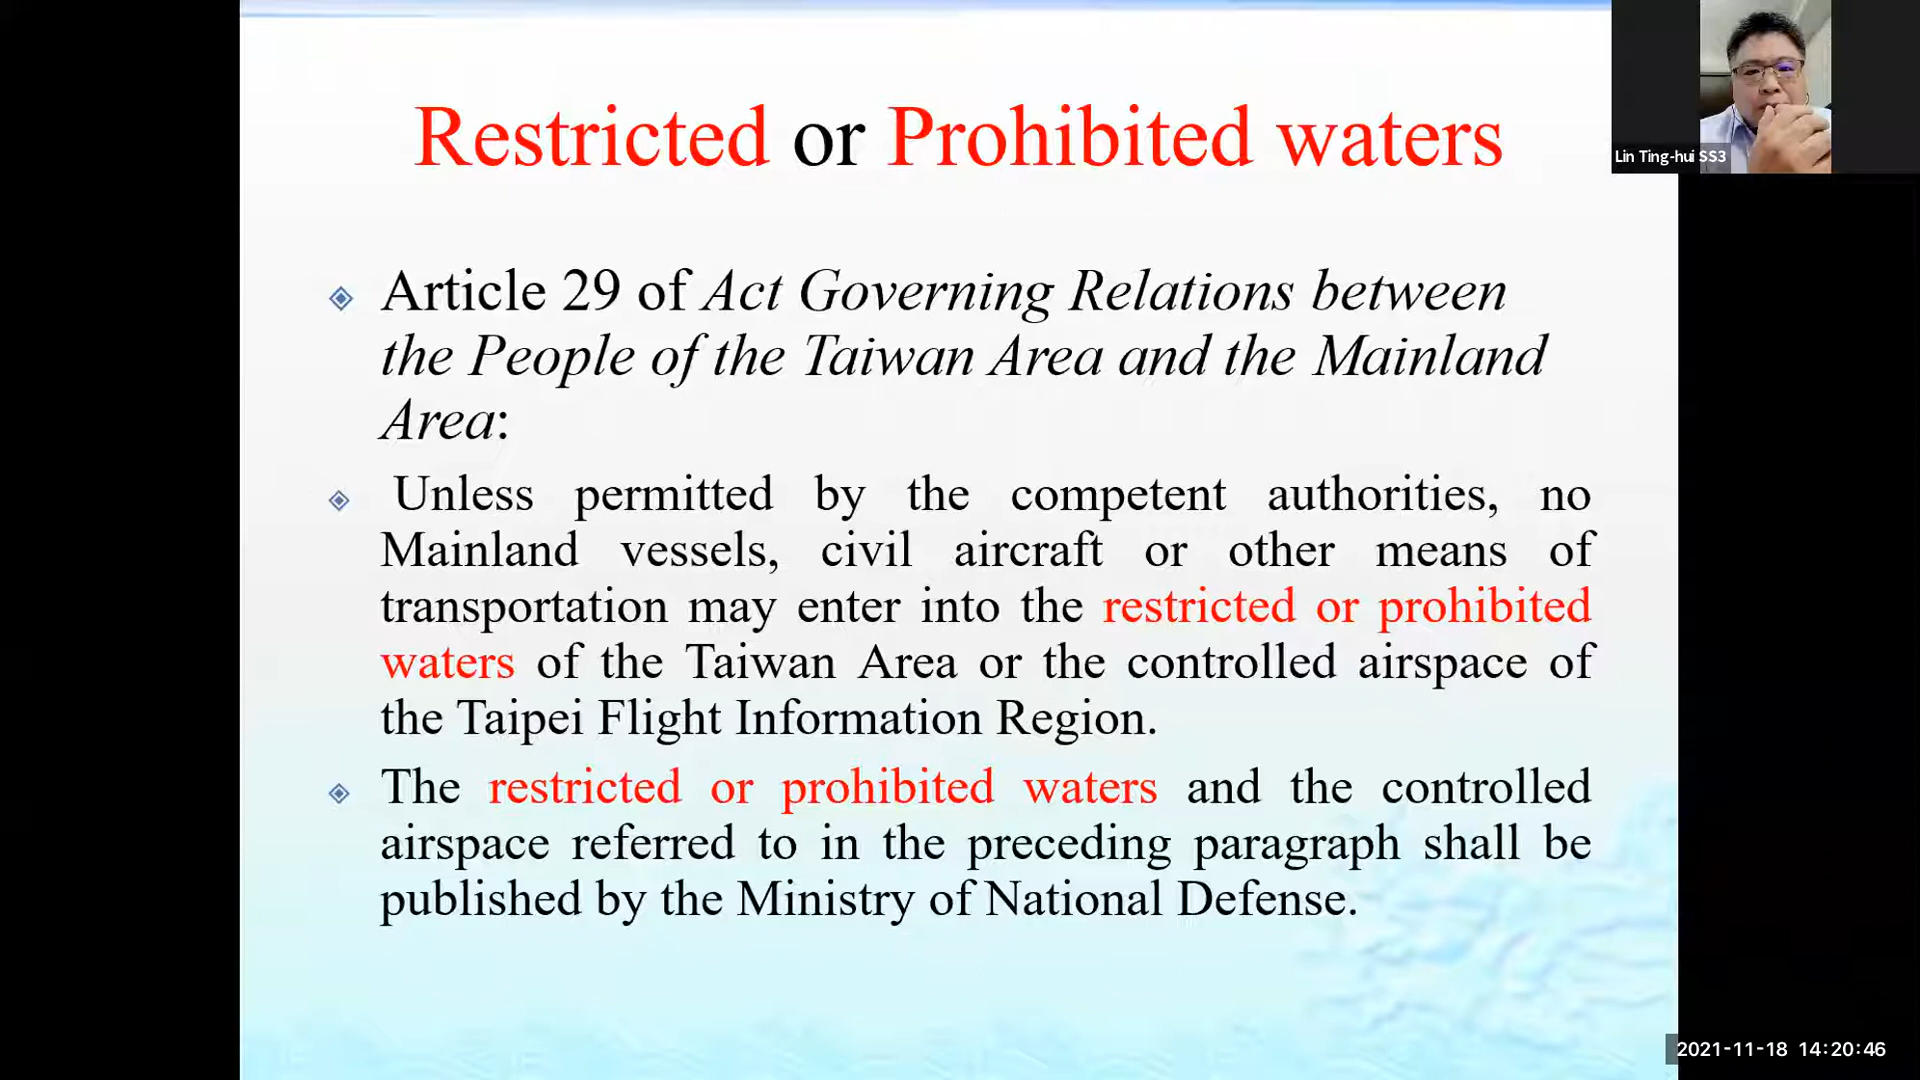 Restricted or Prohibited waters
Lin Ting-hui SS3
Article 29 of Act Governing Relations between
the People of the Taiwan Area and the Mainland
Area:
Unless permitted by the competent authorities, no
Mainland vessels, civil aircraft or other means of
transportation may enter into the restricted or prohibited
waters of the Taiwan Area or the controlled airspace of
the Taipei Flight Information Region.
The restricted or prohibited waters and the controlled
airspace referred to in the preceding paragraph shall be
published by the Ministry of National Defense.
2021-11-18 14:20:46